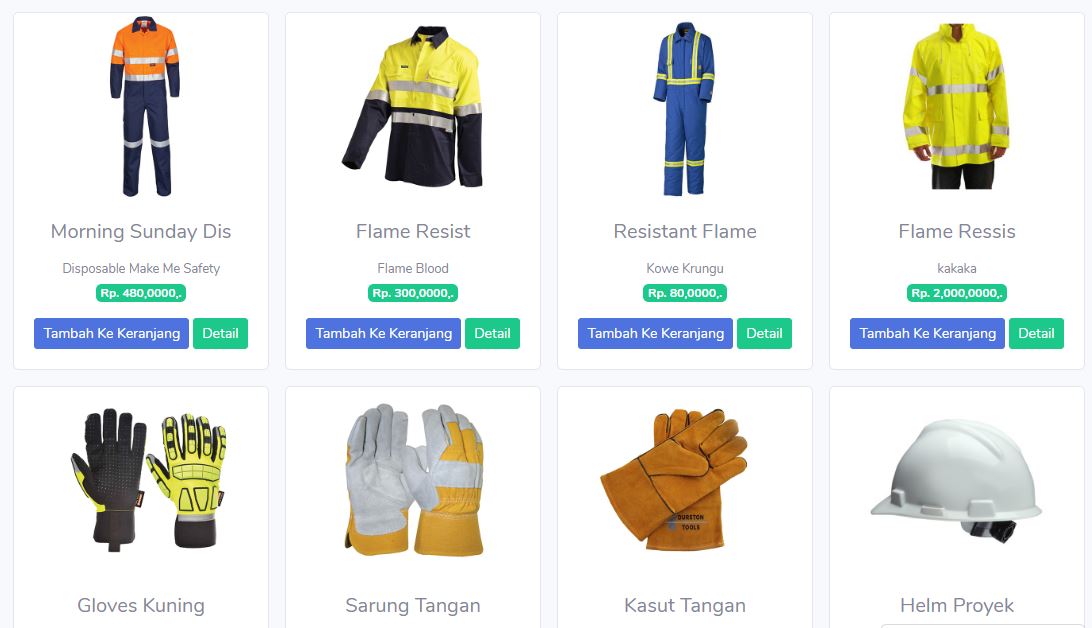 Morning Sunday Dis
Disposable Make Me Safety
Rp. 480,0000,.
Tambah Ke Keranjang Detail
Flame Resist
Flame Blood
Rp. 300,0000,.
Tambah Ke Keranjang Detail
Resistant Flame
Kowe Krungu
Rp. 80,0000,.
Tambah Ke Keranjang Detail
Flame Ressis
kakaka
Rp. 2,000,0000,.
Tambah Ke Keranjang Detail
Gloves Kuning
Sarung Tangan
DURSTON
TOOLS
Kasut Tangan
Helm Proyek